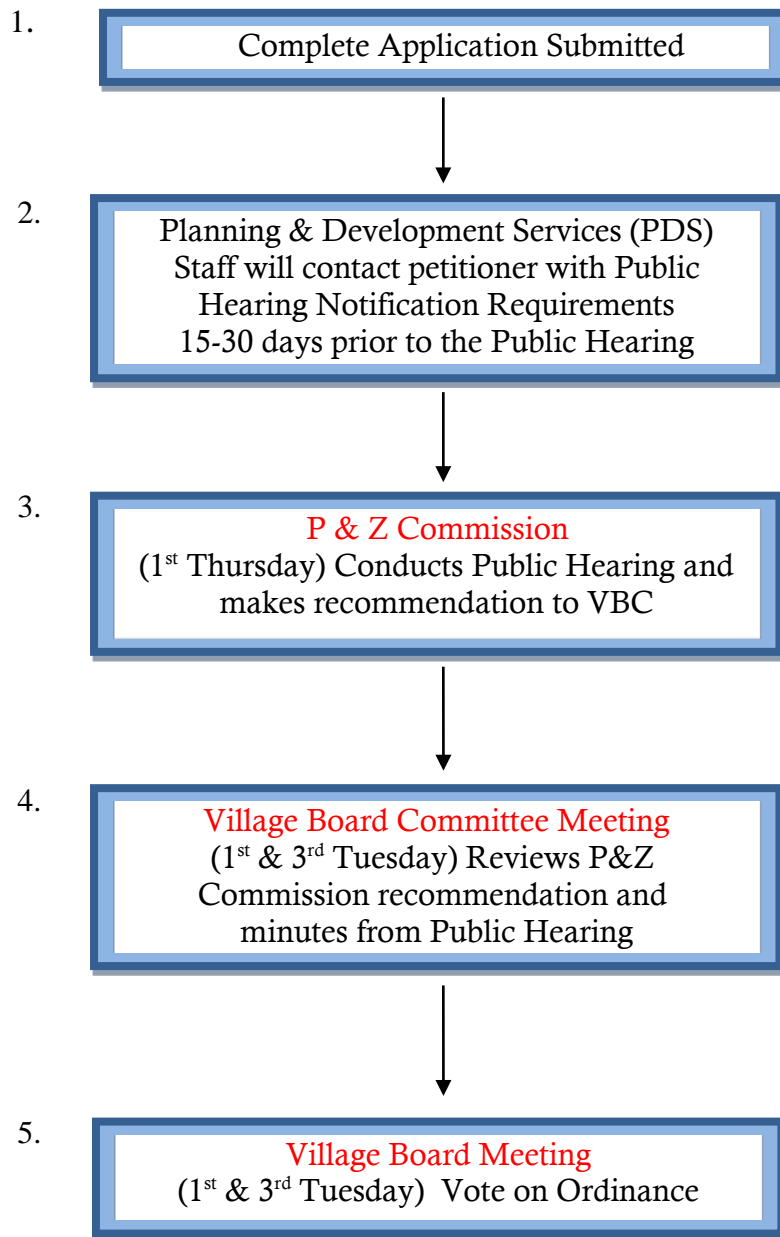 1.
Complete Application Submitted
2.
Planning & Development Services (PDS)
Staff will contact petitioner with Public
Hearing Notification Requirements
15-30 days prior to the Public Hearing
3.
P & Z Commission
(1st Thursday) Conducts Public Hearing and
makes recommendation to VBC
4.
Village Board Committee Meeting
(1st & 3rd Tuesday) Reviews P&Z
Commission recommendation and
minutes from Public Hearing
5.
Village Board Meeting
(1st & 3rd Tuesday) Vote on Ordinance